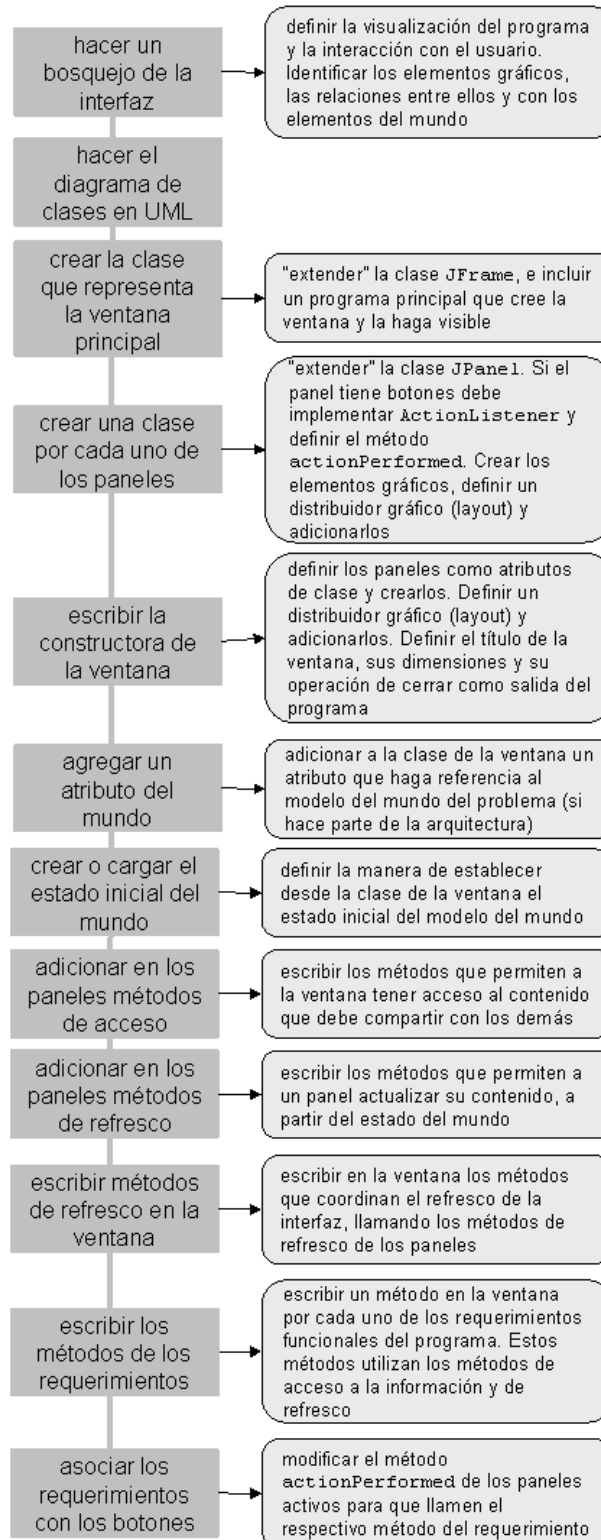 hacer un
bosquejo de la
interfaz
definir la visualización del programa
y la interacción con el usuario.
Identificar los elementos gráficos,
las relaciones entre ellos y con los
elementos del mundo
hacer el
diagrama de
clases en UML
crear la clase
que representa
la ventana
principal
"extender" la clase JFrame, e incluir
un programa principal que cree la
ventana y la haga visible
crear una clase
por cada uno de
los paneles
"extender" la clase JPanel. Si el
panel tiene botones debe
implementar ActionListener y
definir el método
actionPerformed. Crear los
elementos gráficos, definir un
distribuidor gráfico (layout) y
adicionarlos
escribir la
constructora de
la ventana
definir los paneles como atributos
de clase y crearlos. Definir un
distribuidor gráfico (layout) y
adicionarlos. Definir el título de la
ventana, sus dimensiones y su
operación de cerrar como salida del
programa
agregar un
atributo del
mundo
adicionar a la clase de la ventana un
atributo que haga referencia al
modelo del mundo del problema (si
hace parte de la arquitectura)
crear o cargar el
estado inicial del
mundo
definir la manera de establecer
desde la clase de la ventana el
estado inicial del modelo del mundo
adicionar en los
paneles métodos
de acceso
escribir los métodos que permiten a
la ventana tener acceso al contenido
que debe compartir con los demás
adicionar en los
paneles métodos
de refresco
escribir los métodos que permiten a
un panel actualizar su contenido, a
partir del estado del mundo
escribir métodos
de refresco en la
ventana
escribir en la ventana los métodos
que coordinan el refresco de la
interfaz, llamando los métodos de
refresco de los paneles
escribir los
métodos de los
requerimientos
escribir un método en la ventana
por cada uno de los requerimientos
funcionales del programa. Estos
métodos utilizan los métodos de
acceso a la información y de
refresco
asociar los
requerimientos
con los botones
modificar el método
actionPerformed de los paneles
activos para que llamen el
respectivo método del requerimiento